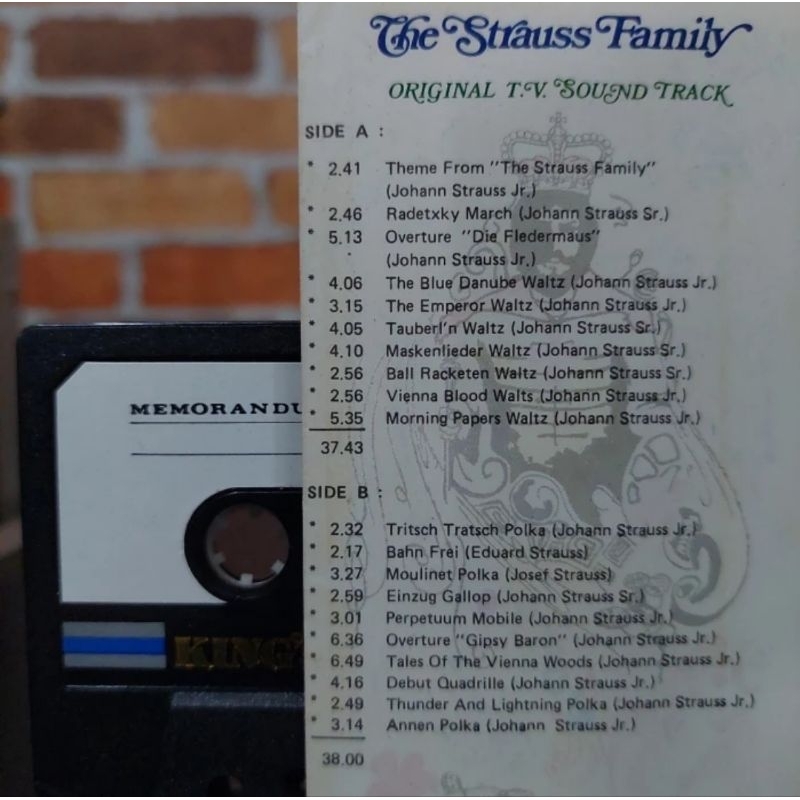 The Strauss Family
ORIGINAL T.V. SOUND TRACK
SIDE A :
* 2.41 Theme From "The Strauss Family"
(Johann Strauss Jr.)
* 2.46 Radetxky March (Johann Strauss Sr.)
* 5.13 Overture "Die Fledermaus"
(Johann Strauss Jr.)
* 4.06 The Blue Danube Waltz (Johann Strauss Jr.)
* 3.15 The Emperor Waltz (Johann Strauss Jr.)
* 4.05 Tauberl'n Waltz (Johann Strauss Sr.)
* 4.10 Maskenlieder Waltz (Johann Strauss Sr.)
* 2.56 Ball Racketen Waltz (Johann Strauss Sr.)
* 2.56 Vienna Blood Walts (Johann Strauss Jr.)
* 5.35 Morning Papers Waltz (Johann Strauss Jr.)
37.43
SIDE B :
* 2.32 Tritsch Tratsch Polka (Johann Strauss Jr.)
* 2.17 Bahn Frei (Eduard Strauss)
* 3.27 Moulinet Polka (Josef Strauss)
* 2.59 Einzug Gallop (Johann Strauss Sr.)
* 3.01 Perpetuum Mobile (Johann Strauss Jr.)
* 6.36 Overture "Gipsy Baron" (Johann Strauss Jr.)
* 6.49 Tales Of The Vienna Woods (Johann Strauss Jr.)
* 4.16 Debut Quadrille (Johann Strauss Jr.)
* 2.49 Thunder And Lightning Polka (Johann Strauss Jr.)
* 3.14 Annen Polka (Johann Strauss Jr.)
38.00
MEMORANDU
KING'